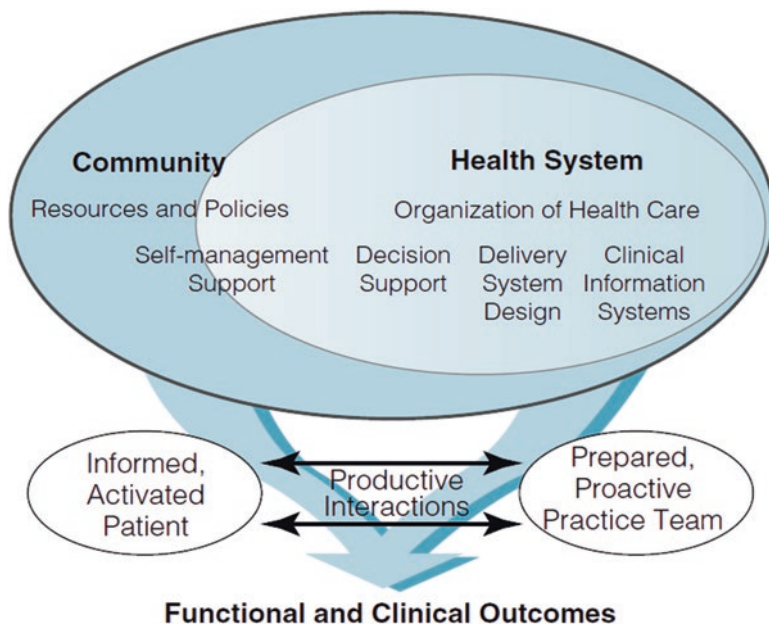 Community
Health System
Resources and Policies
Organization of Health Care
Self-management
Support
Decision
Support
Delivery
System
Design
Clinical
Information
Systems
Informed,
Activated
Patient
Productive
Interactions
Prepared,
Proactive
Practice Team
Functional and Clinical Outcomes